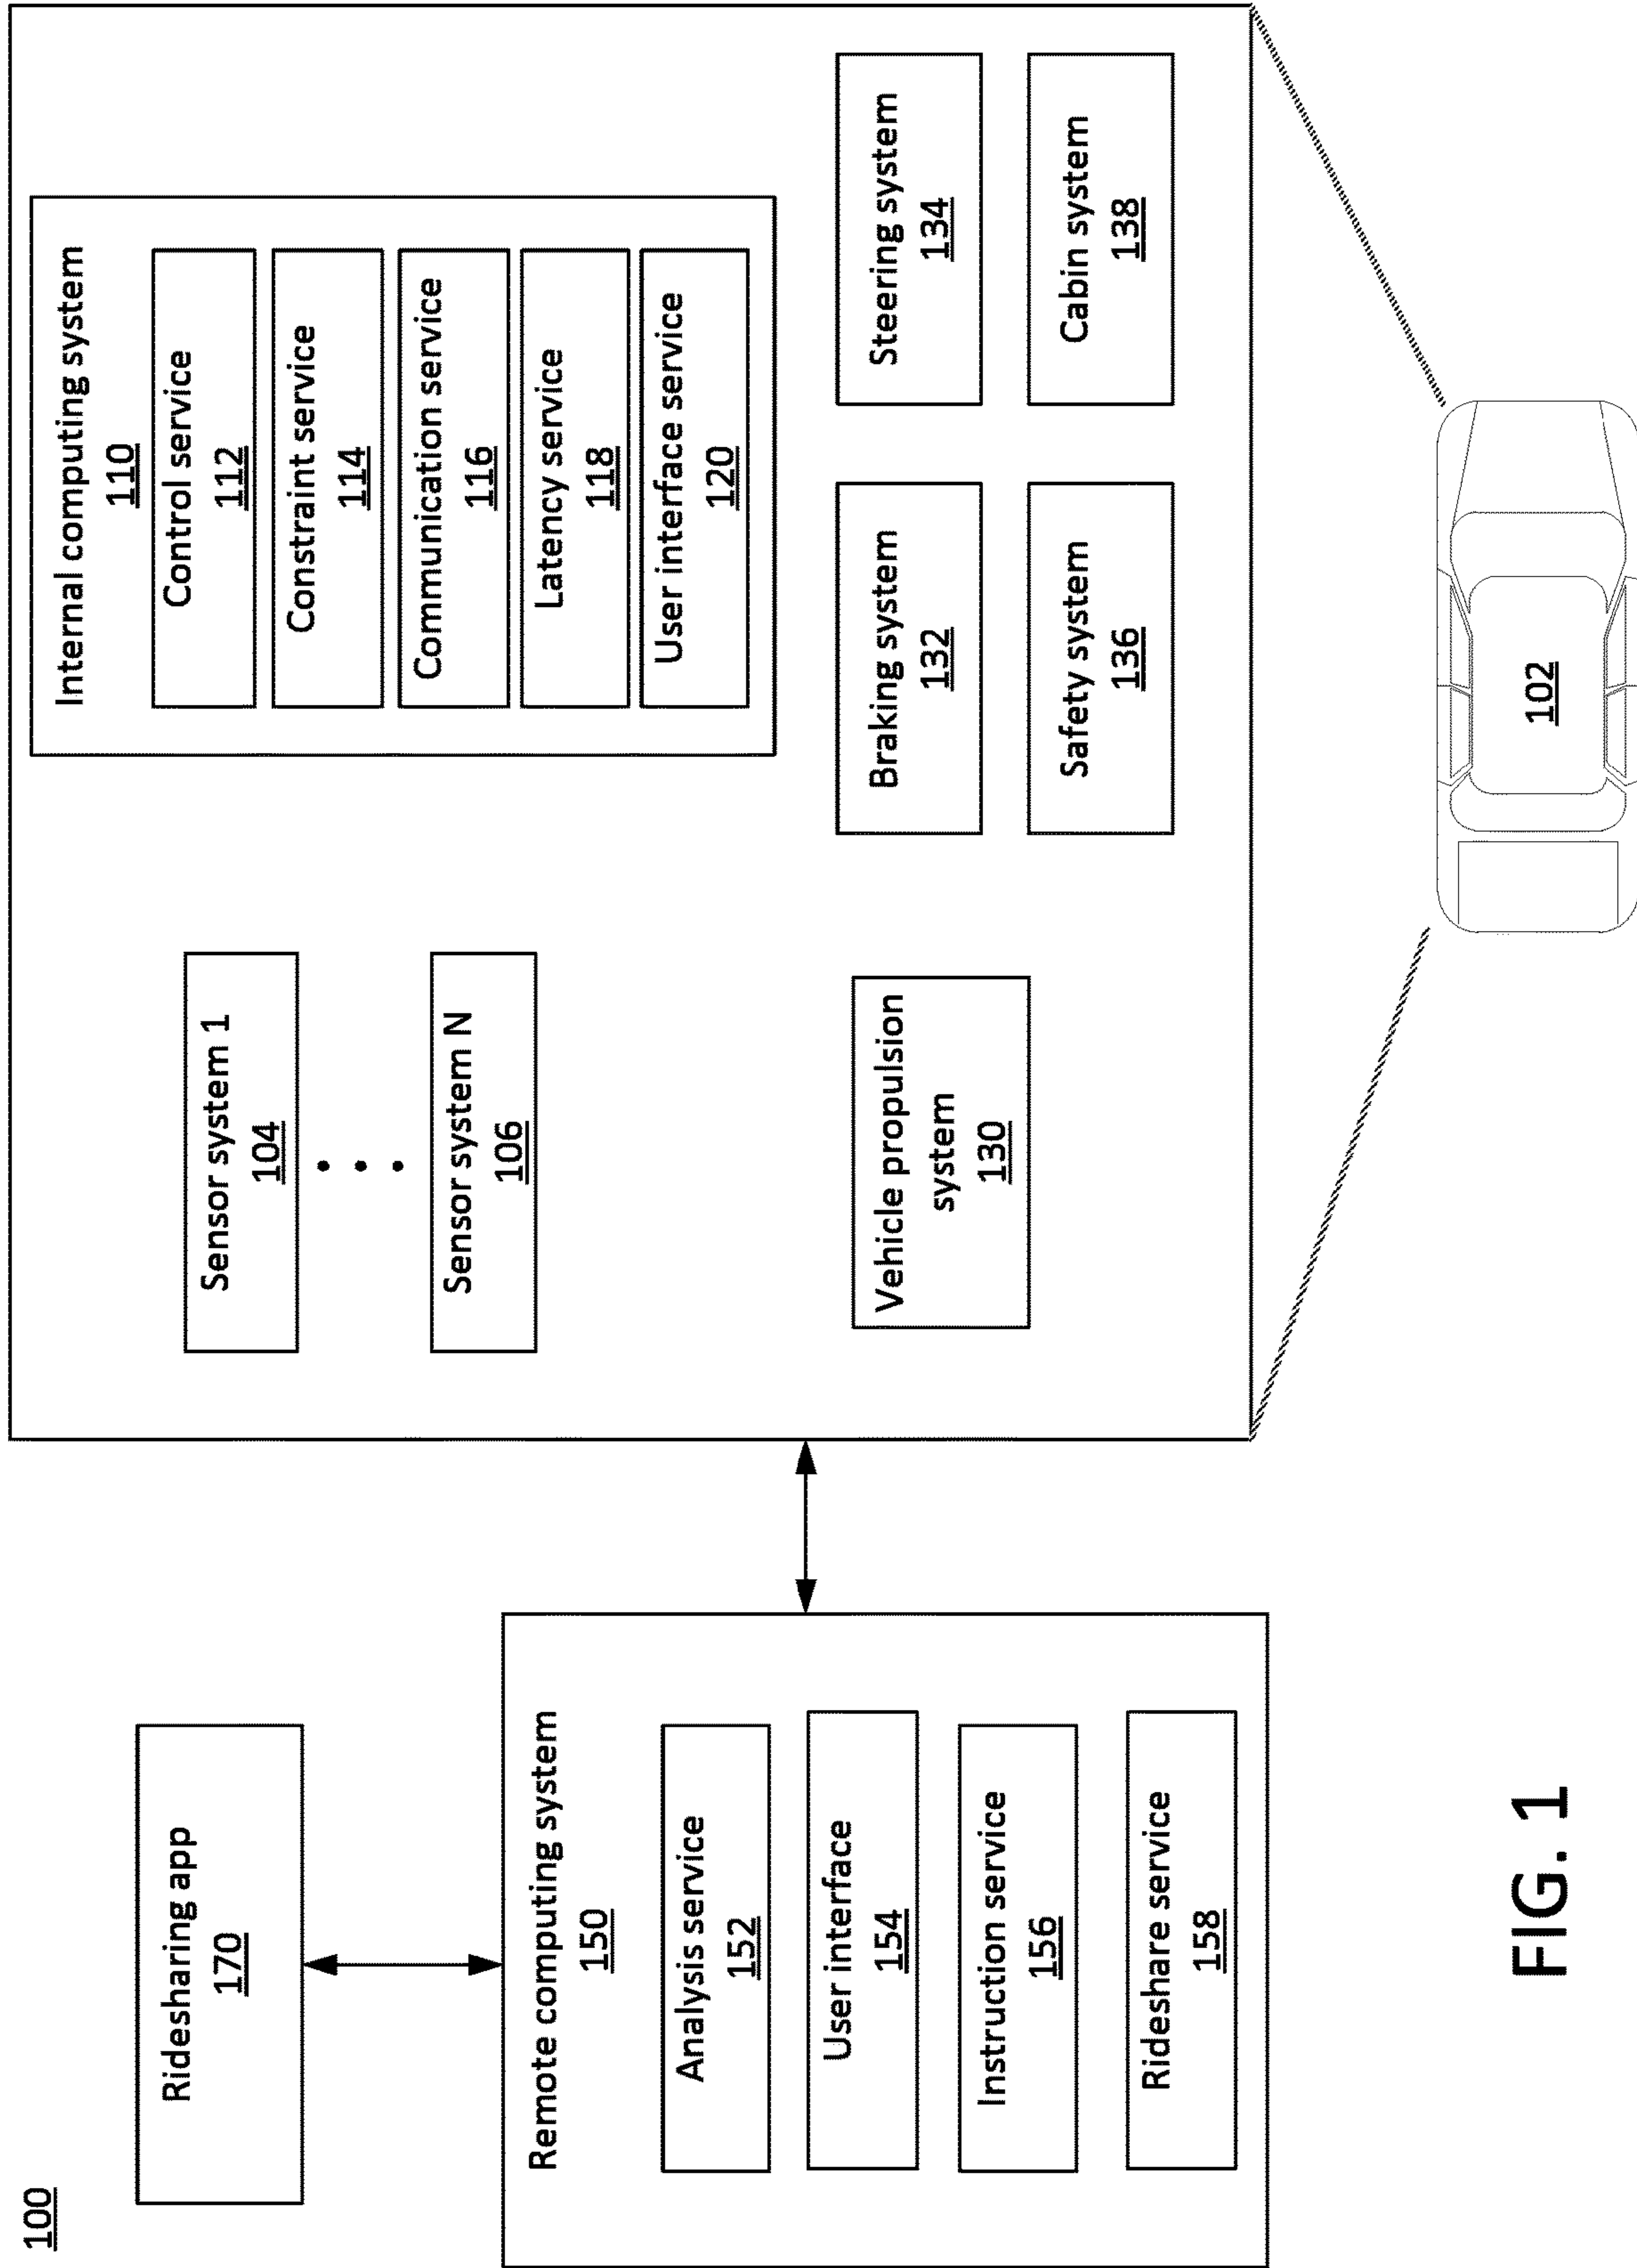 100
Ridesharing app
170
Remote computing system
150
Analysis service
152
User interface
154
Instruction service
156
Rideshare service
158
Sensor system 1
104
Sensor system N
106
Internal computing system
110
Control service
112
Constraint service
114
Communication service
116
Latency service
118
User interface service
120
Vehicle propulsion
system
130
Braking system
132
Steering system
134
Safety system
136
Cabin system
138
102
FIG. 1